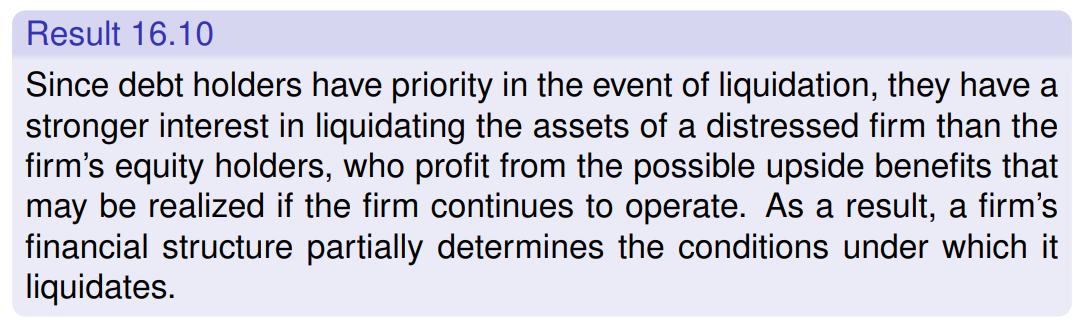 Result 16.10
Since debt holders have priority in the event of liquidation, they have a
stronger interest in liquidating the assets of a distressed firm than the
firm's equity holders, who profit from the possible upside benefits that
may be realized if the firm continues to operate. As a result, a firm's
financial structure partially determines the conditions under which it
liquidates.